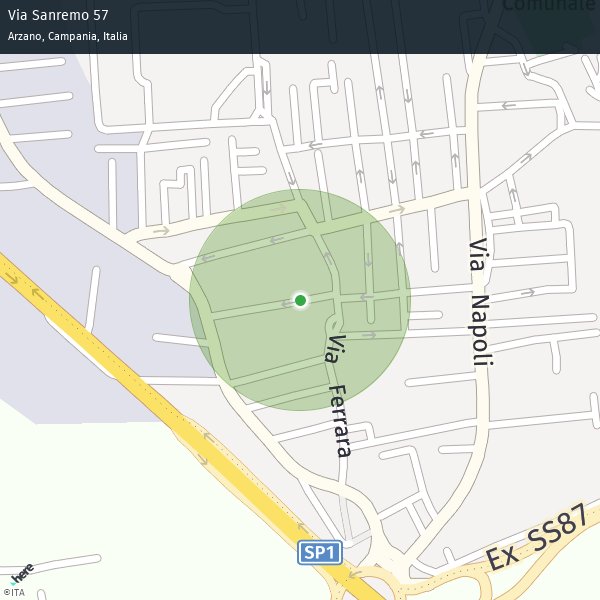 Via Sanremo 57
Arzano, Campania, Italia
Comunale
Via Napoli
Via Ferrara
SP1
Ex SS87
here
©ITA